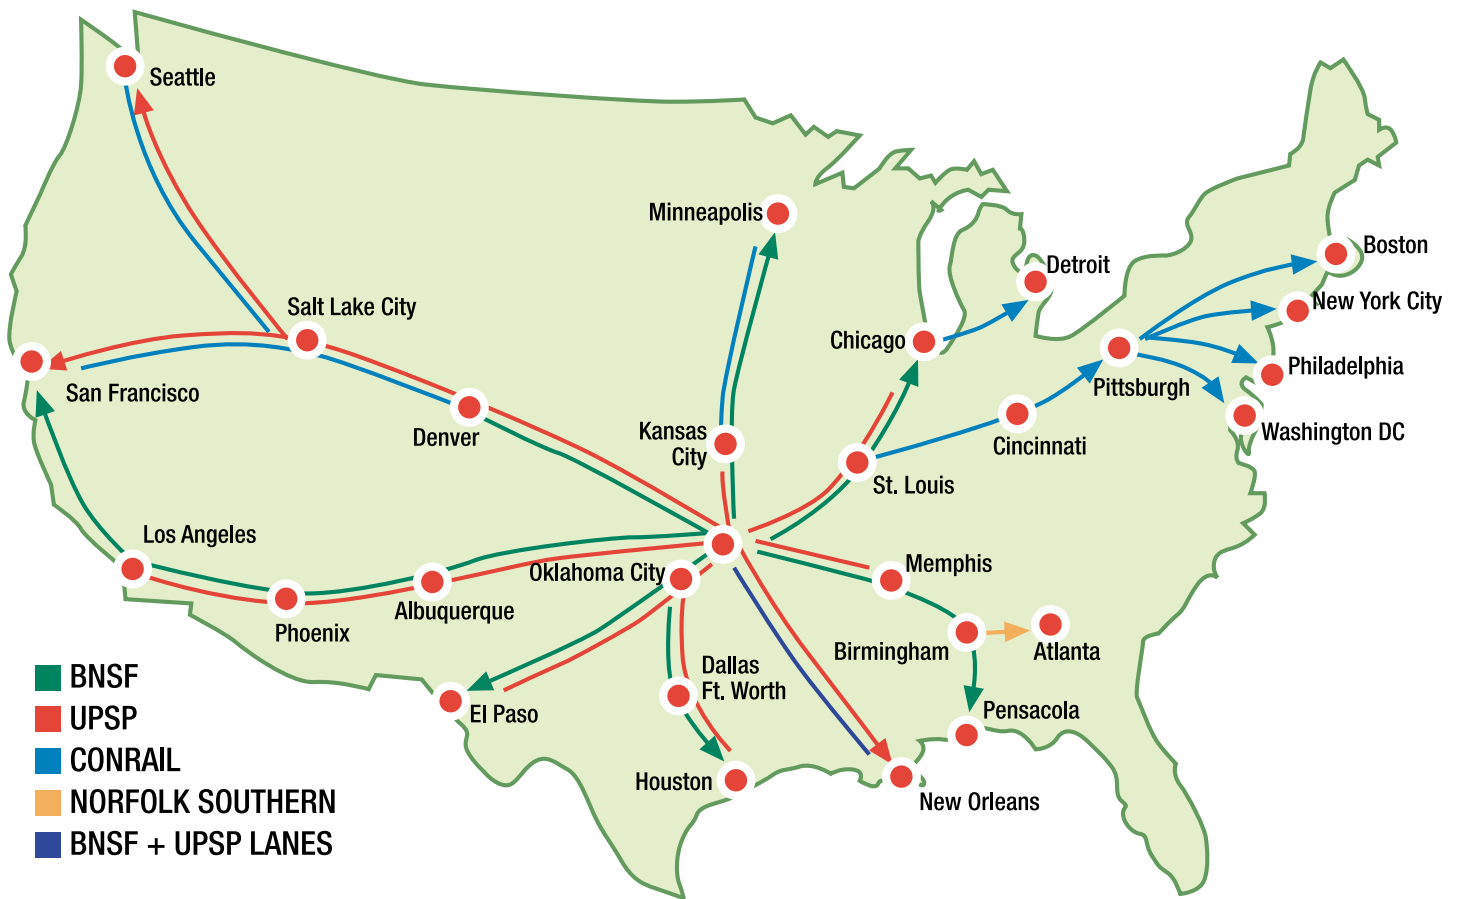 Seattle
Minneapolis
Boston
Detroit
New York City
Salt Lake City
Chicago
Philadelphia
San Francisco
Pittsburgh
Denver
Kansas
City
Cincinnati
Washington DC
St. Louis
Los Angeles
Oklahoma City
Memphis
Albuquerque
Phoenix
Birmingham
Atlanta
Dallas
Ft. Worth
El Paso
Pensacola
Houston
New Orleans
BNSF
UPSP
CONRAIL
NORFOLK SOUTHERN
BNSF + UPSP LANES